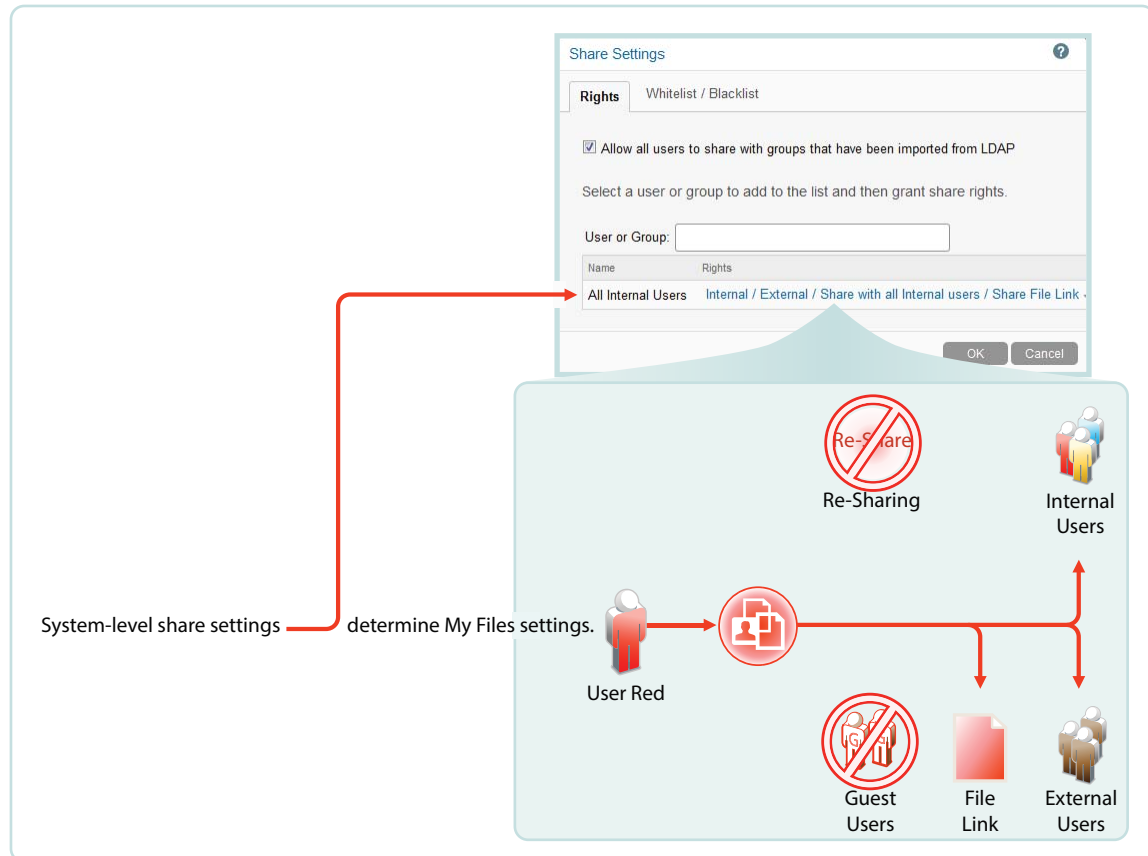 Share Settings
?
Rights
Whitelist / Blacklist
Allow all users to share with groups that have been imported from LDAP
Select a user or group to add to the list and then grant share rights.
User or Group:
Name Rights
All Internal Users Internal / External / Share with all Internal users / Share File Link
OK Cancel
Re-Share
Re-Sharing
Internal
Users
System-level share settings determine My Files settings.
User Red
G G
Guest
Users
File
Link
External
Users